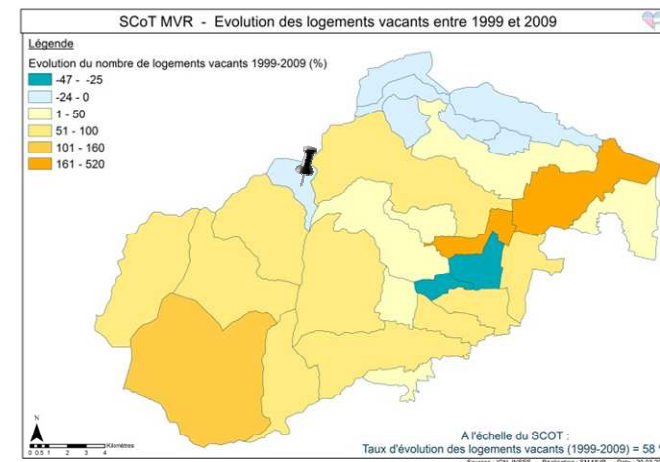 SCoT MVR - Evolution des logements vacants entre 1999 et 2009
Légende
Evolution du nombre de logements vacants 1999-2009 (%)
-47 - -25
-24 - 0
1 - 50
51 - 100
101 - 160
161 - 520
N
0 0.5 1 2 3 4 Kilomètres
A l'échelle du SCOT :
Taux d'évolution des logements vacants (1999-2009) = 58